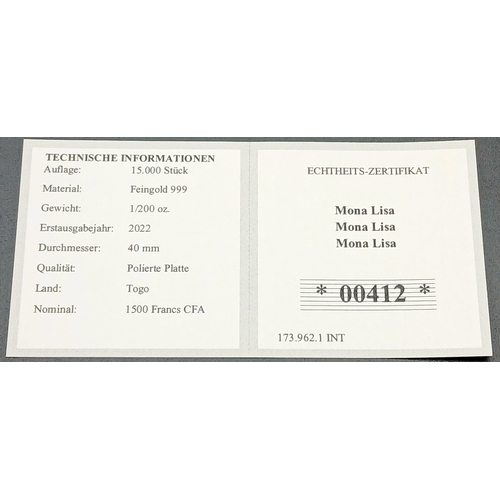 TECHNISCHE INFORMATIONEN
Auflage: 15.000 Stück
Material: Feingold 999
Gewicht: 1/200 oz.
Erstausgabejahr: 2022
Durchmesser: 40 mm
Qualität: Polierte Platte
Land: Togo
Nominal: 1500 Francs CFA
ECHTHEITS-ZERTIFIKAT
Mona Lisa
Mona Lisa
Mona Lisa
* 00412 *
173.962.1 INT